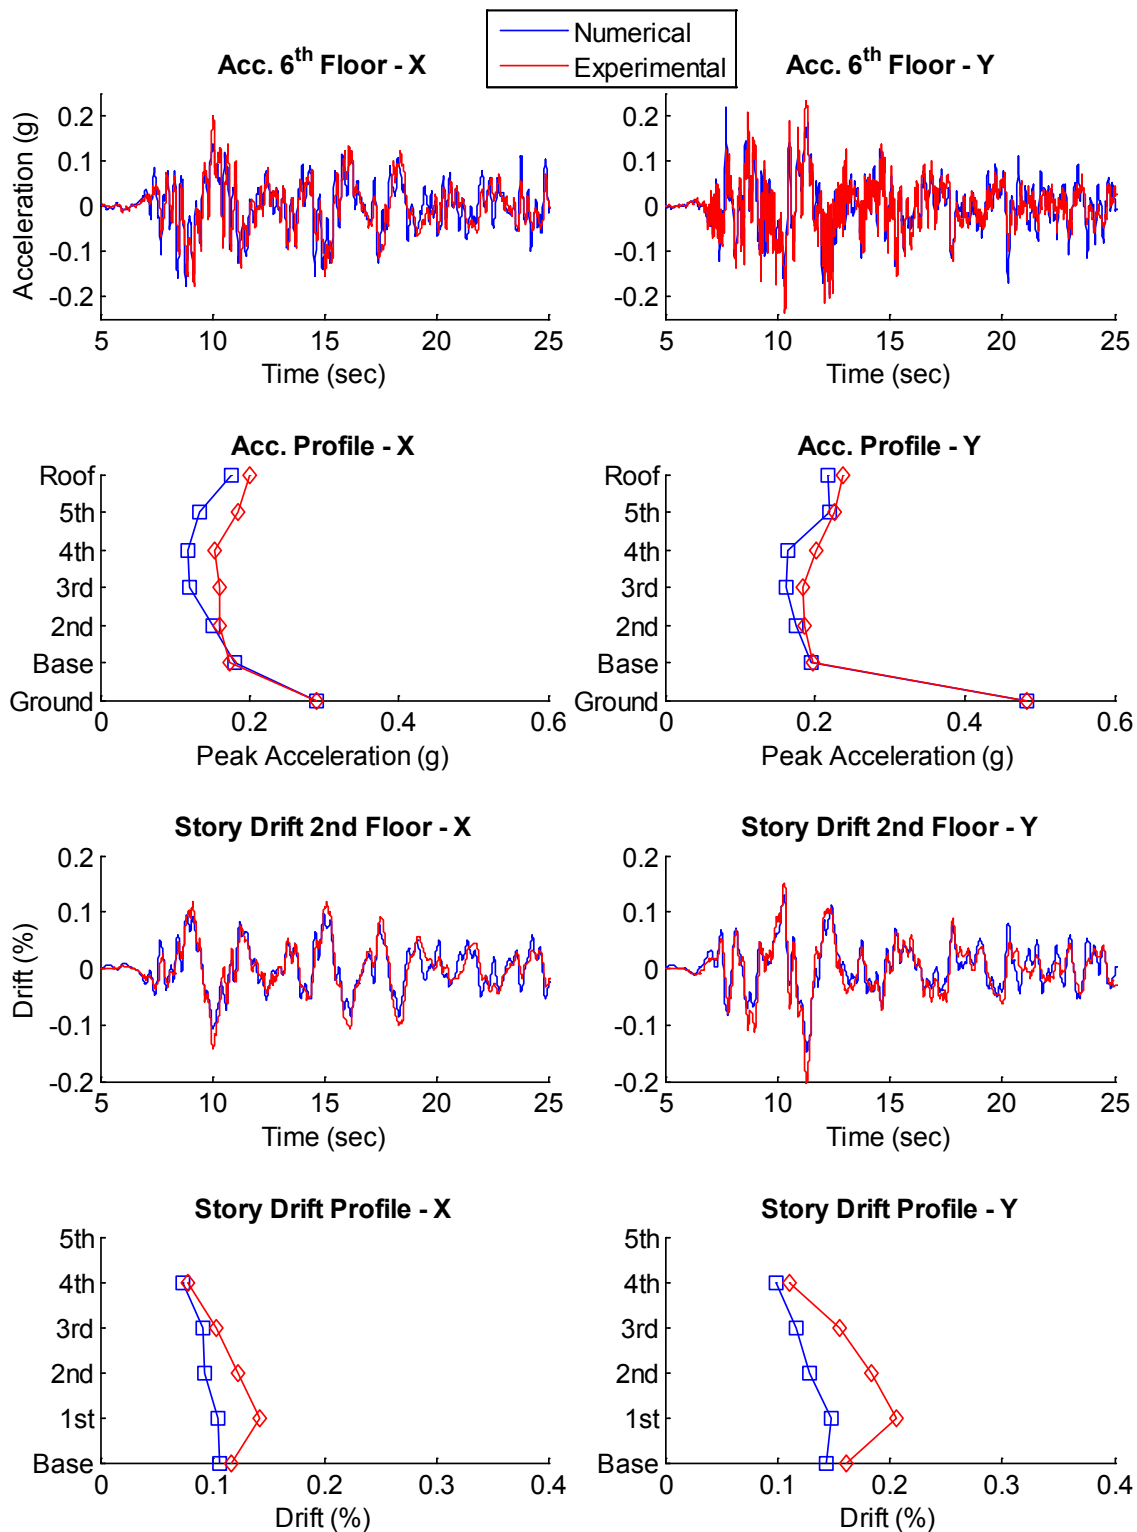 Numerical
Experimental
Acc. 6th Floor - X
Acc. 6th Floor - Y
Acceleration (g)
0.2
0.1
0
-0.1
-0.2
5 10 15 20 25
Time (sec)
0.2
0.1
0
-0.1
-0.2
5 10 15 20 25
Time (sec)
Acc. Profile - X
Roof
5th
4th
3rd
2nd
Base
Ground
0 0.2 0.4 0.6
Peak Acceleration (g)
Acc. Profile - Y
Roof
5th
4th
3rd
2nd
Base
Ground
0 0.2 0.4 0.6
Peak Acceleration (g)
Story Drift 2nd Floor - X
Drift (%)
0.2
0.1
0
-0.1
-0.2
5 10 15 20 25
Time (sec)
Story Drift 2nd Floor - Y
0.2
0.1
0
-0.1
-0.2
5 10 15 20 25
Time (sec)
Story Drift Profile - X
5th
4th
3rd
2nd
1st
Base
0 0.1 0.2 0.3 0.4
Drift (%)
Story Drift Profile - Y
5th
4th
3rd
2nd
1st
Base
0 0.1 0.2 0.3 0.4
Drift (%)